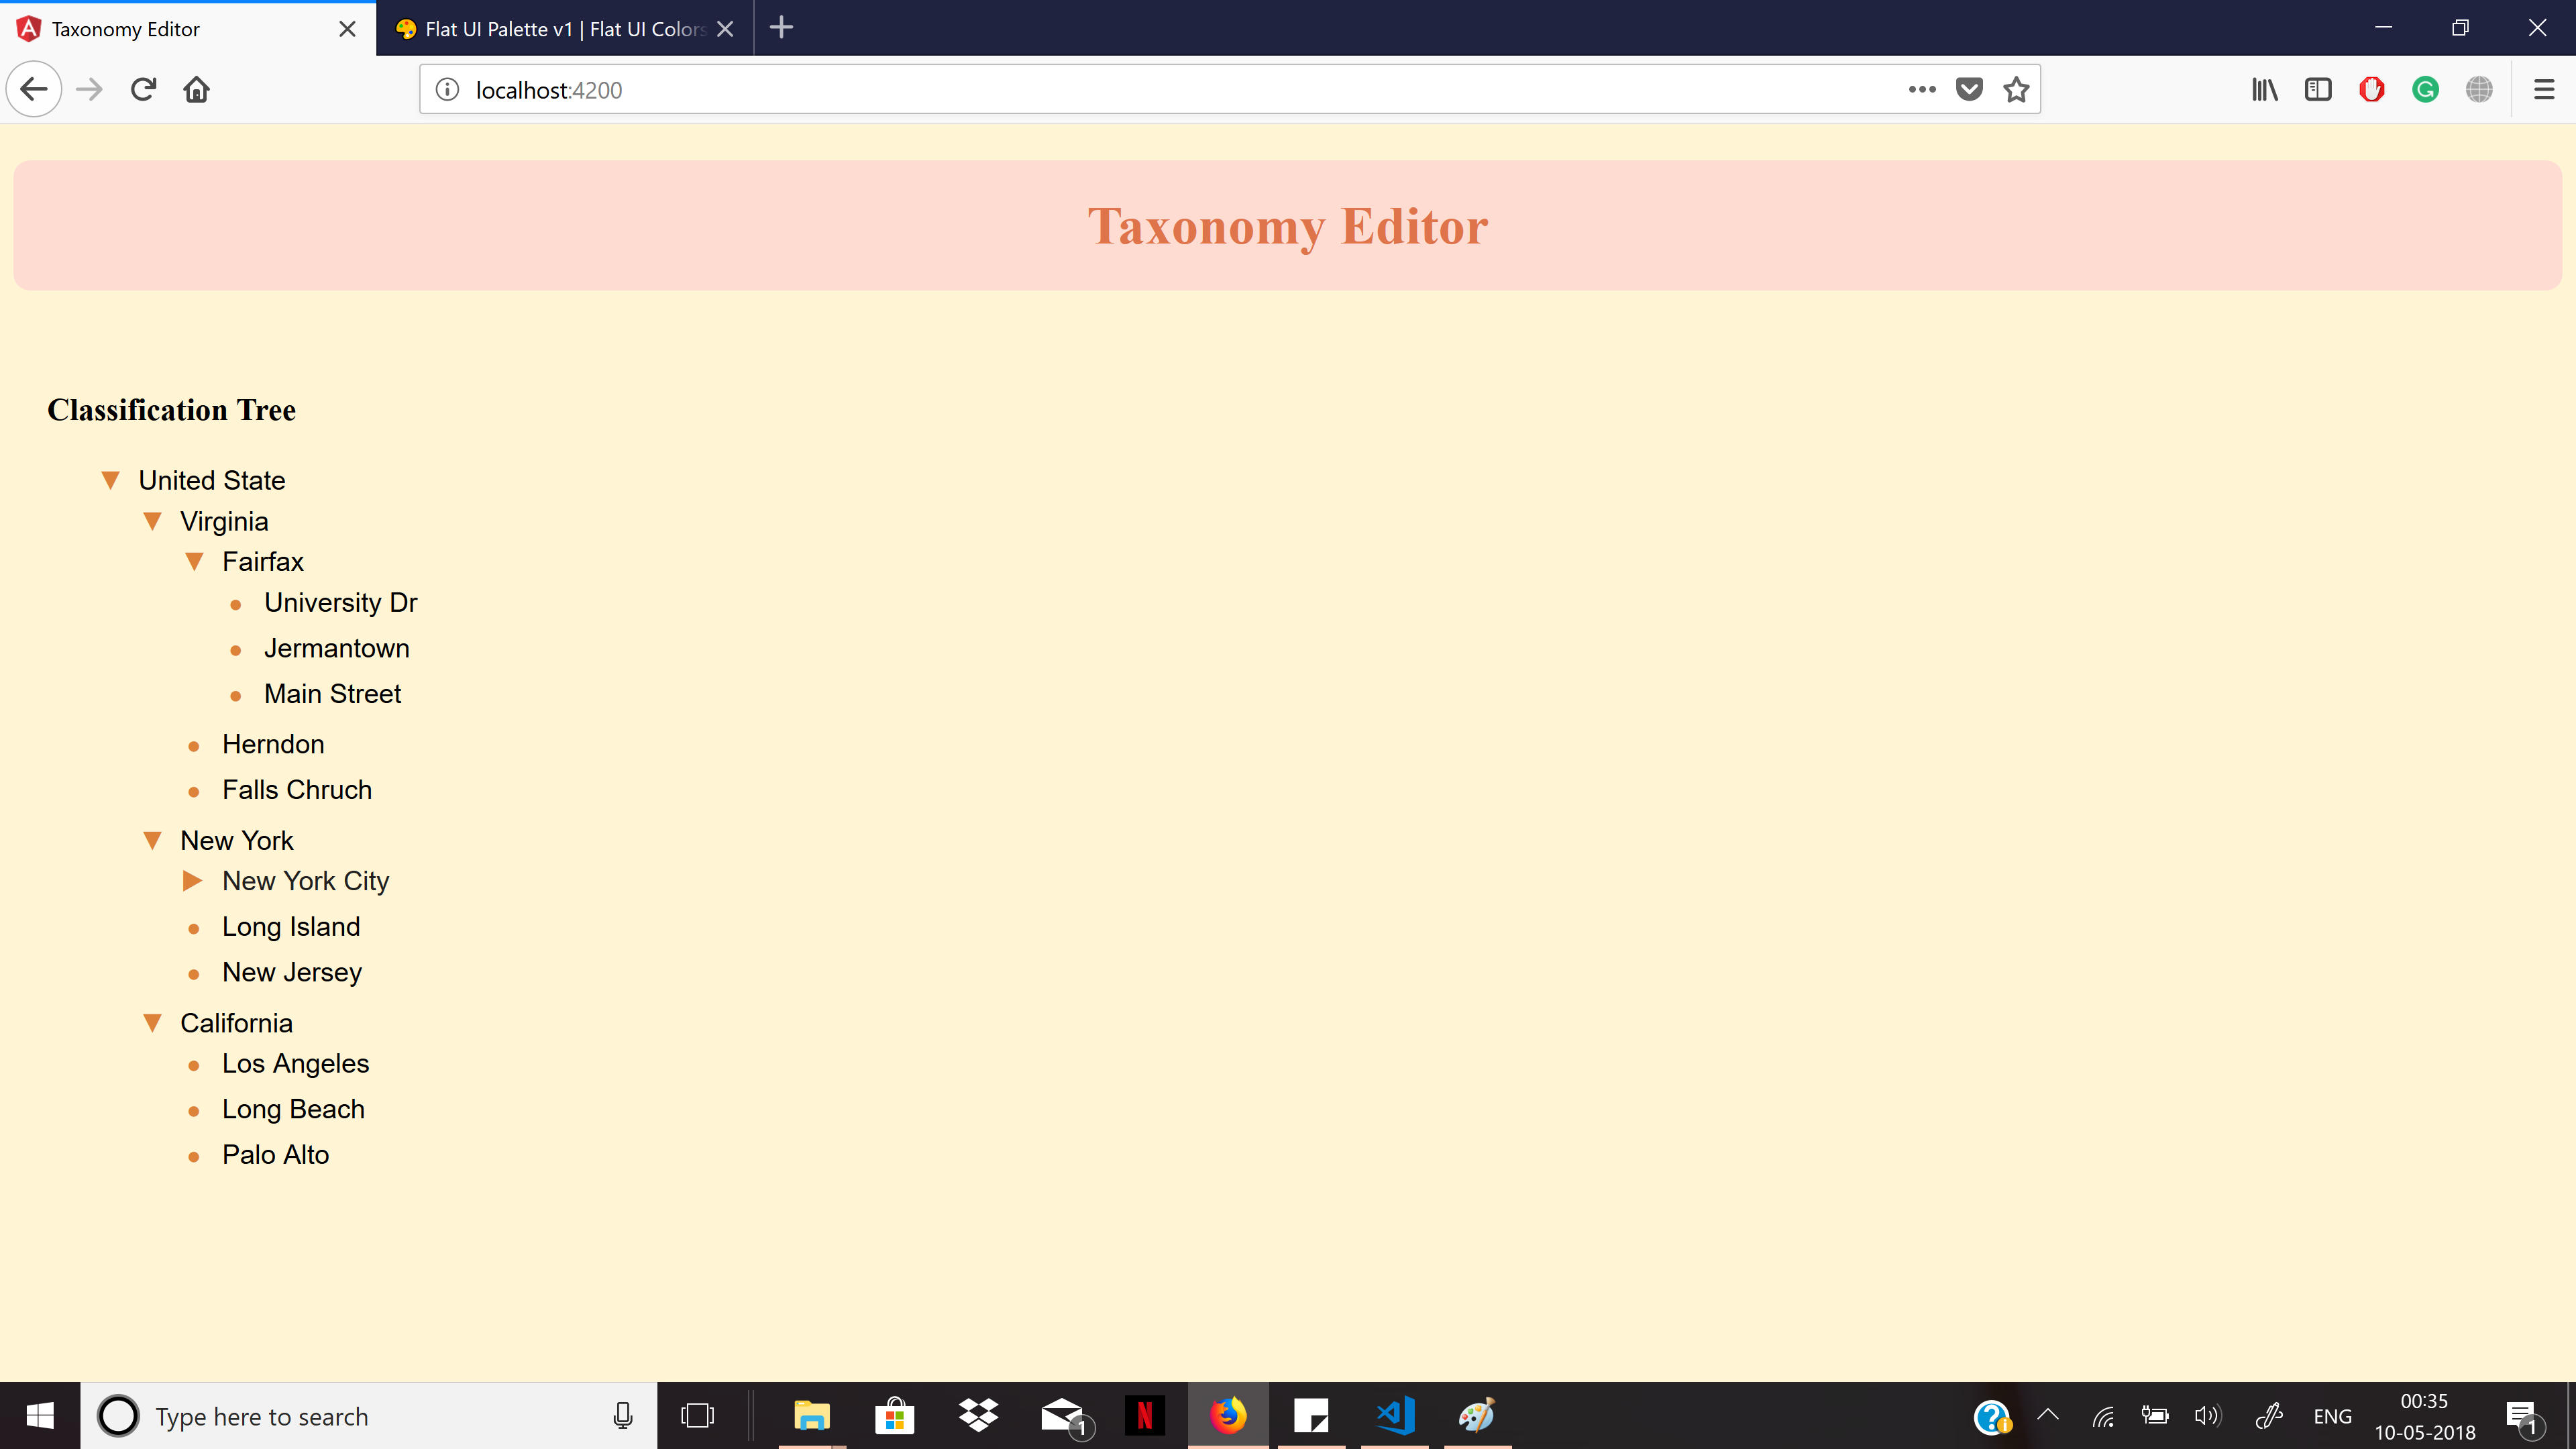 Taxonomy Editor
Flat UI Palette v1 | Flat UI Colors
localhost:4200
Taxonomy Editor
Classification Tree
United State
Virginia
Fairfax
University Dr
Jermantown
Main Street
Herndon
Falls Chruch
New York
New York City
Long Island
New Jersey
California
Los Angeles
Long Beach
Palo Alto
Type here to search
1
N
ENG
00:35
10-05-2018
1